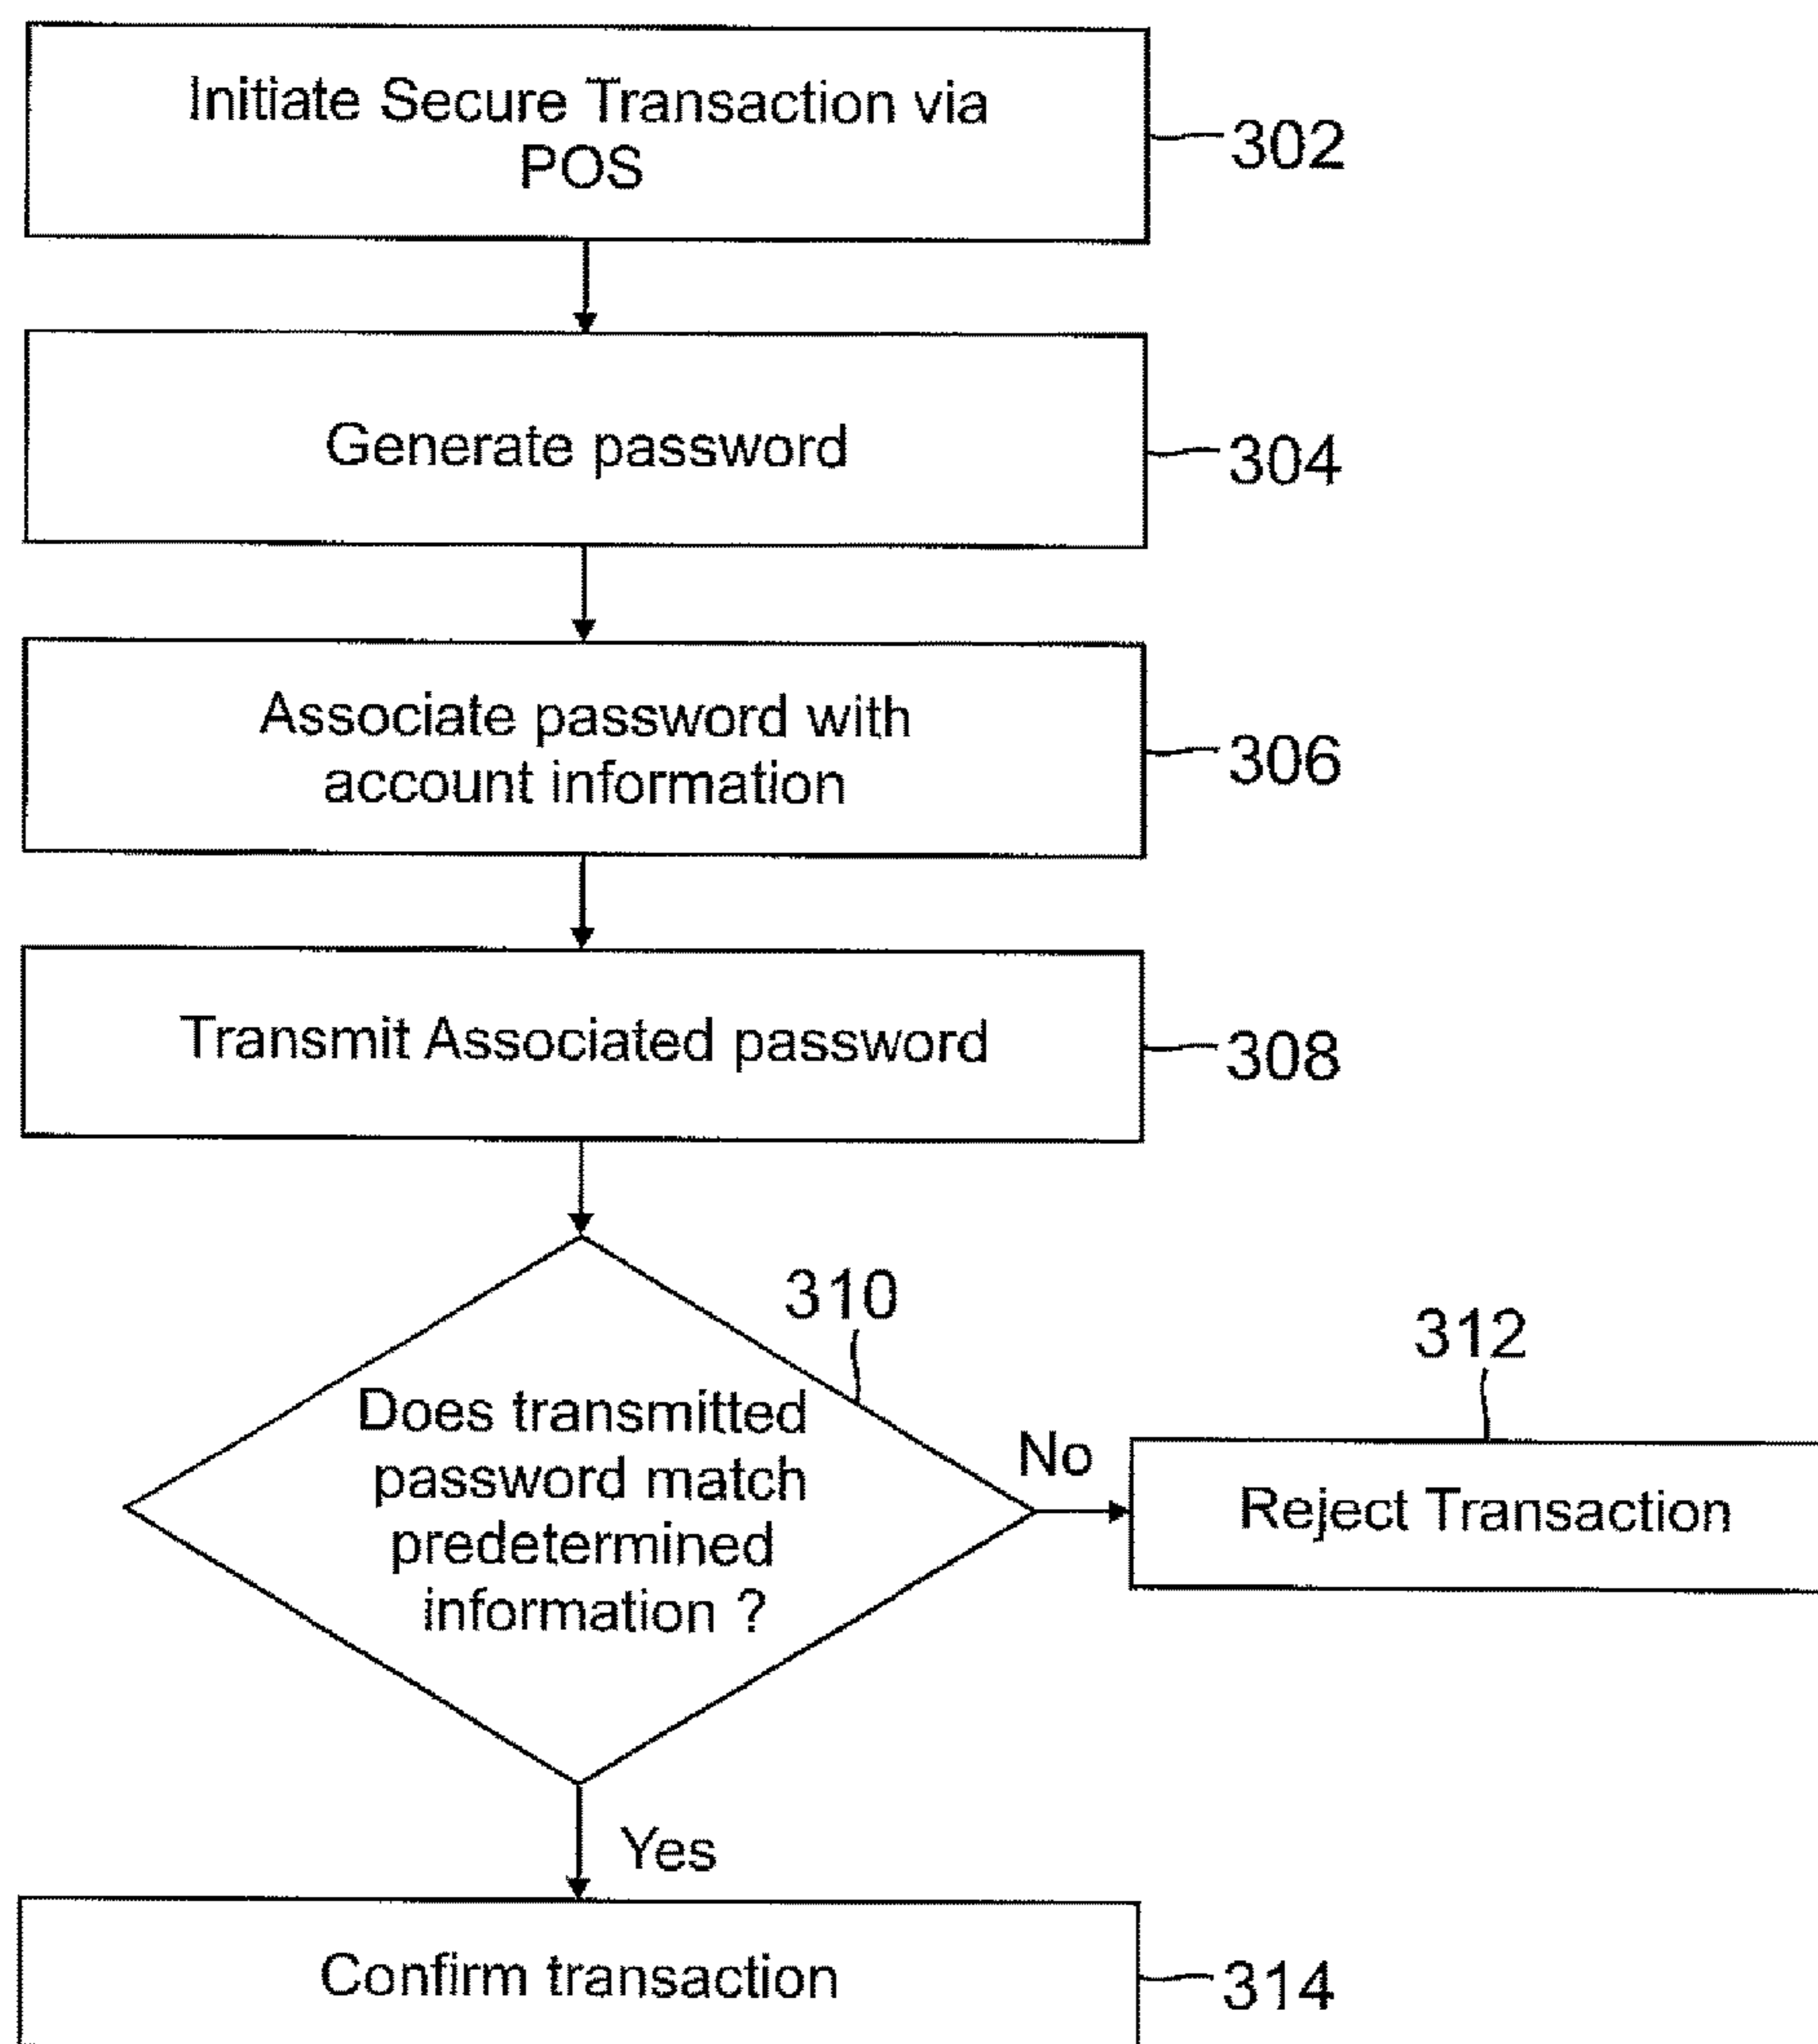 Initiate Secure Transaction via
POS
302
Generate password
304
Associate password with
account information
306
Transmit Associated password
308
310
Does transmitted
password match
predetermined
information ?
No
312
Reject Transaction
Yes
Confirm transaction
314